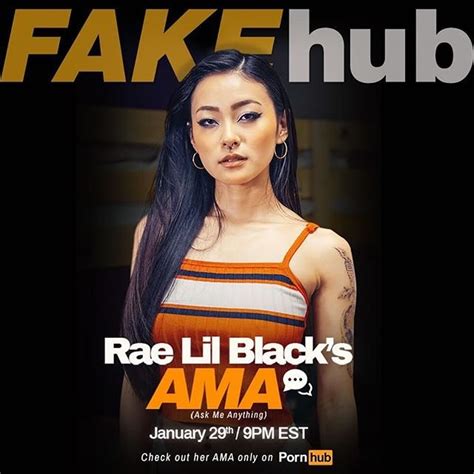 FAKEhub
Rae Lil Black's
AMA
(Ask Me Anything)
January 29th / 9PM EST
Check out her AMA only on Pornhub